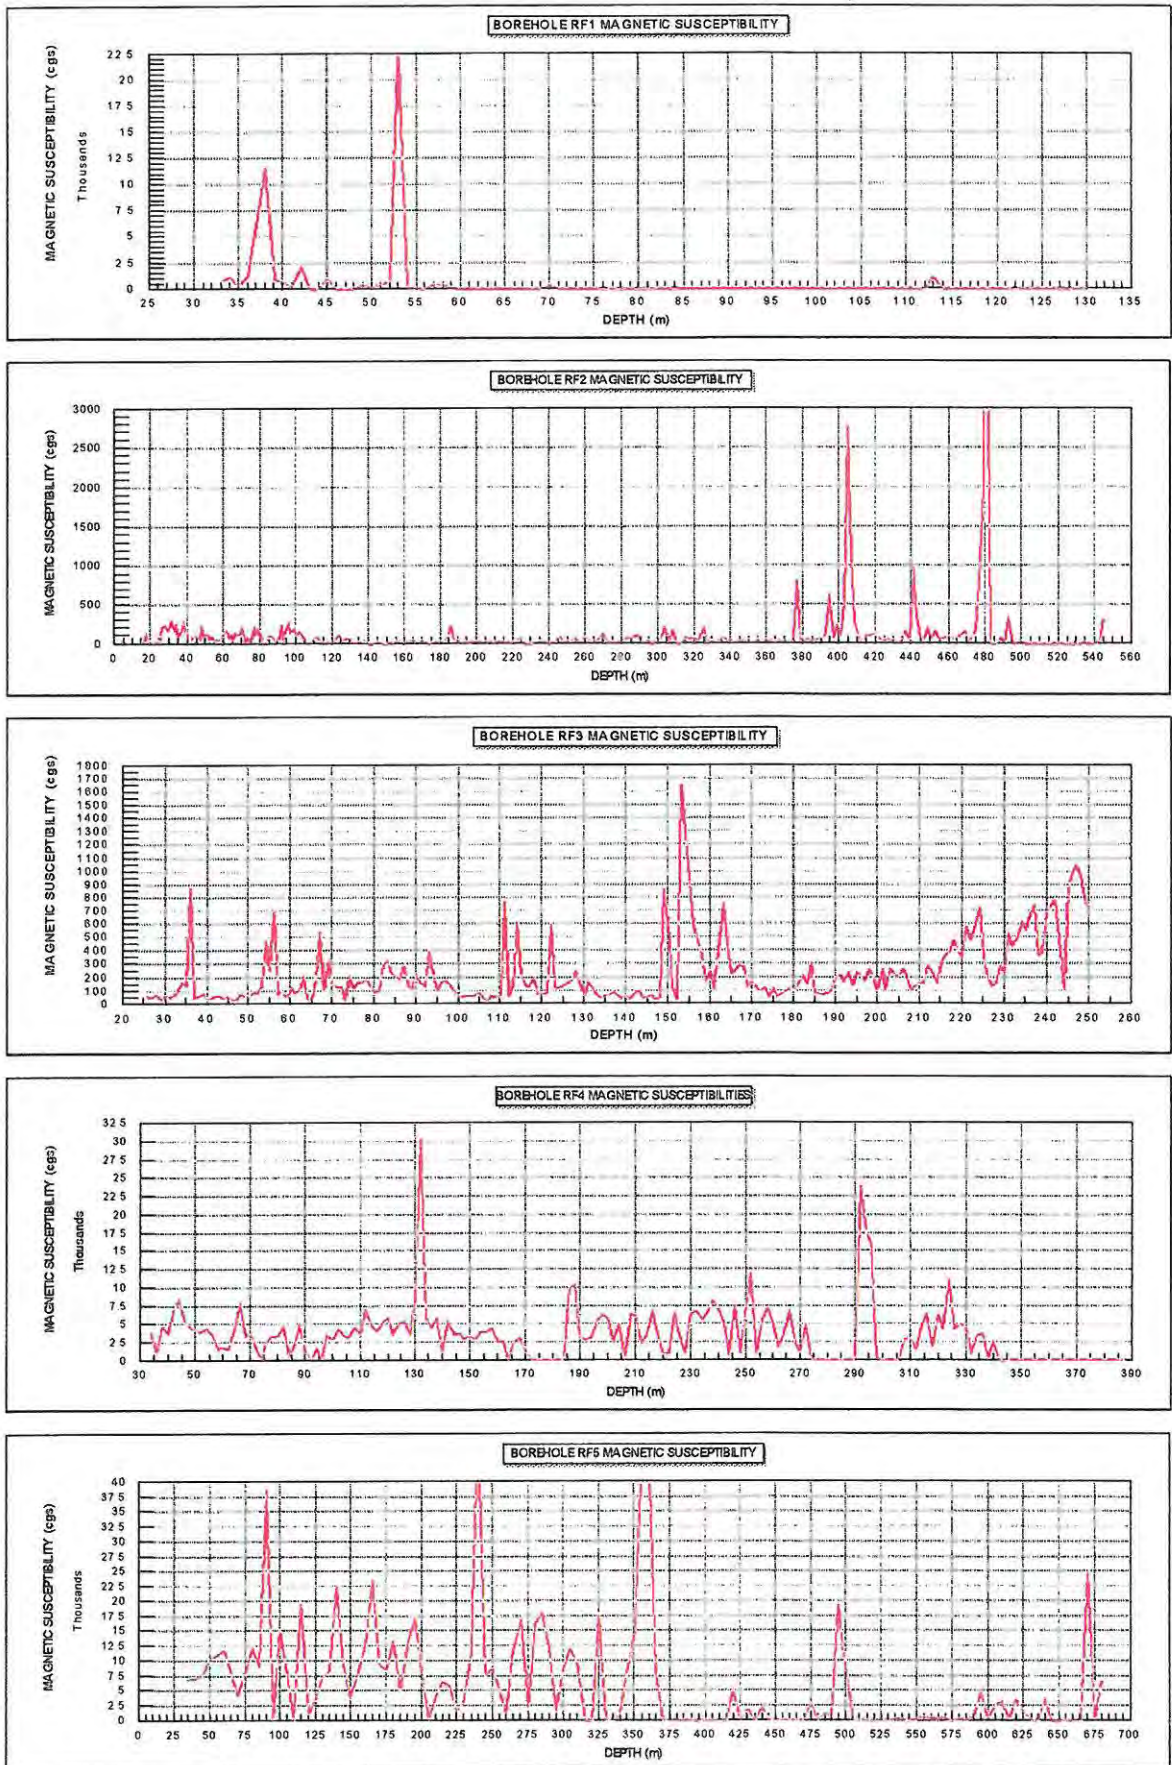 BOREHOLE RF1 MAGNETIC SUSCEPTIBILITY
MAGNETIC SUSCEPTIBILITY (cgs)
Thousands
22 5
20
17 5
15
12 5
10
7 5
5
2 5
0
25 30 35 40 45 50 55 60 65 70 75 80 85 90 95 100 105 110 115 120 125 130 135
DEPTH (m)
BOREHOLE RF2 MAGNETIC SUSCEPTIBILITY
MAGNETIC SUSCEPTIBILITY (cgs)
3000
2500
2000
1500
1000
500
0
0 20 40 60 80 100 120 140 160 180 200 220 240 260 280 300 320 340 360 380 400 420 440 460 480 500 520 540 560
DEPTH (m)
BOREHOLE RF3 MAGNETIC SUSCEPTIBILITY
MAGNETIC SUSCEPTIBILITY (cgs)
1800
1700
1600
1500
1400
1300
1200
1100
1000
900
800
700
600
500
400
300
200
100
0
20 30 40 50 60 70 80 90 100 110 120 130 140 150 160 170 180 190 200 210 220 230 240 250 260
DEPTH (m)
BOREHOLE RF4 MAGNETIC SUSCEPTIBILITIES
MAGNETIC SUSCEPTIBILITY (cgs)
Thousands
32 5
30
27 5
25
22 5
20
17 5
15
12 5
10
7 5
5
2 5
0
30 50 70 90 110 130 150 170 190 210 230 250 270 290 310 330 350 370 390
DEPTH (m)
BOREHOLE RF5 MAGNETIC SUSCEPTIBILITY
MAGNETIC SUSCEPTIBILITY (cgs)
Thousands
40
37 5
35
32 5
30
27 5
25
22 5
20
17 5
15
12 5
10
7 5
5
2 5
0
0 25 50 75 100 125 150 175 200 225 250 275 300 325 350 375 400 425 450 475 500 525 550 575 600 625 650 675 700
DEPTH (m)